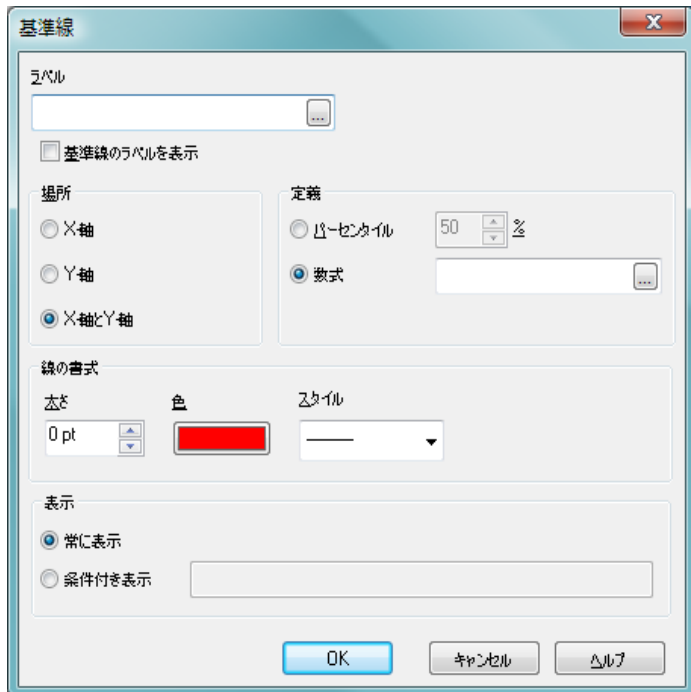 基準線
ラベル
...
基準線のラベルを表示
場所
X-軸
Y-軸
X-軸とY-軸
定義
パーセンタイル 50 %
数式 ...
線の書式
太さ 色 スタイル
0 pt
表示
常に表示
条件付き表示
OK キャンセル ヘルプ